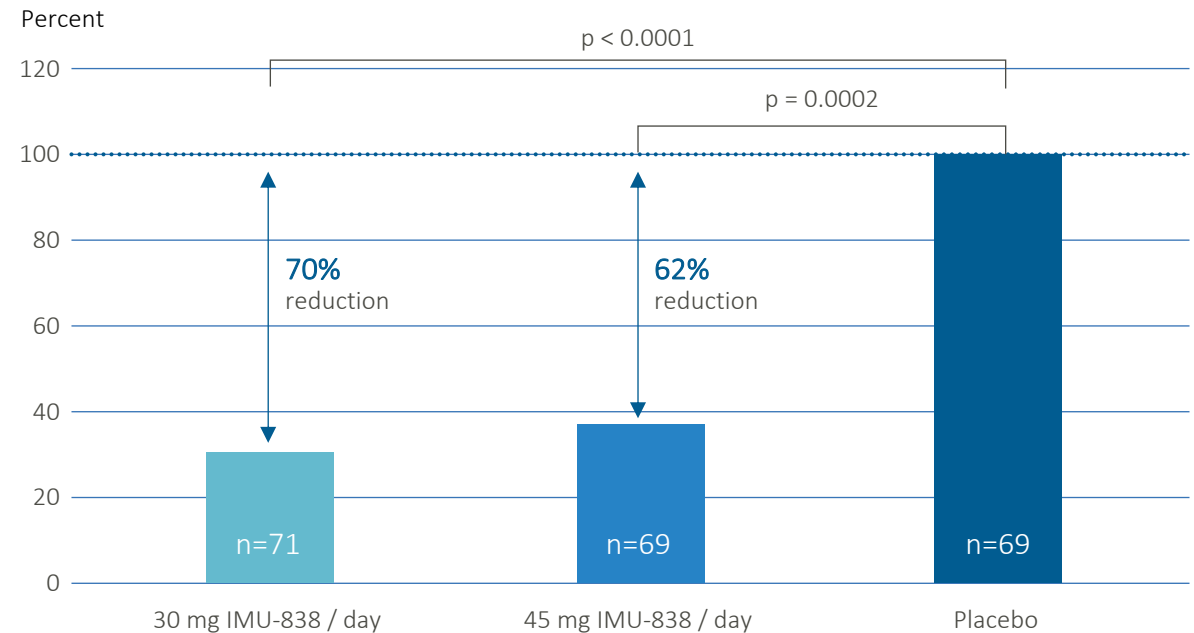 Percent
p < 0.0001
120
p = 0.0002
100
80
70%
reduction
62%
reduction
60
40
20
n=71
n=69
n=69
0
30 mg IMU-838 / day
45 mg IMU-838 / day
Placebo